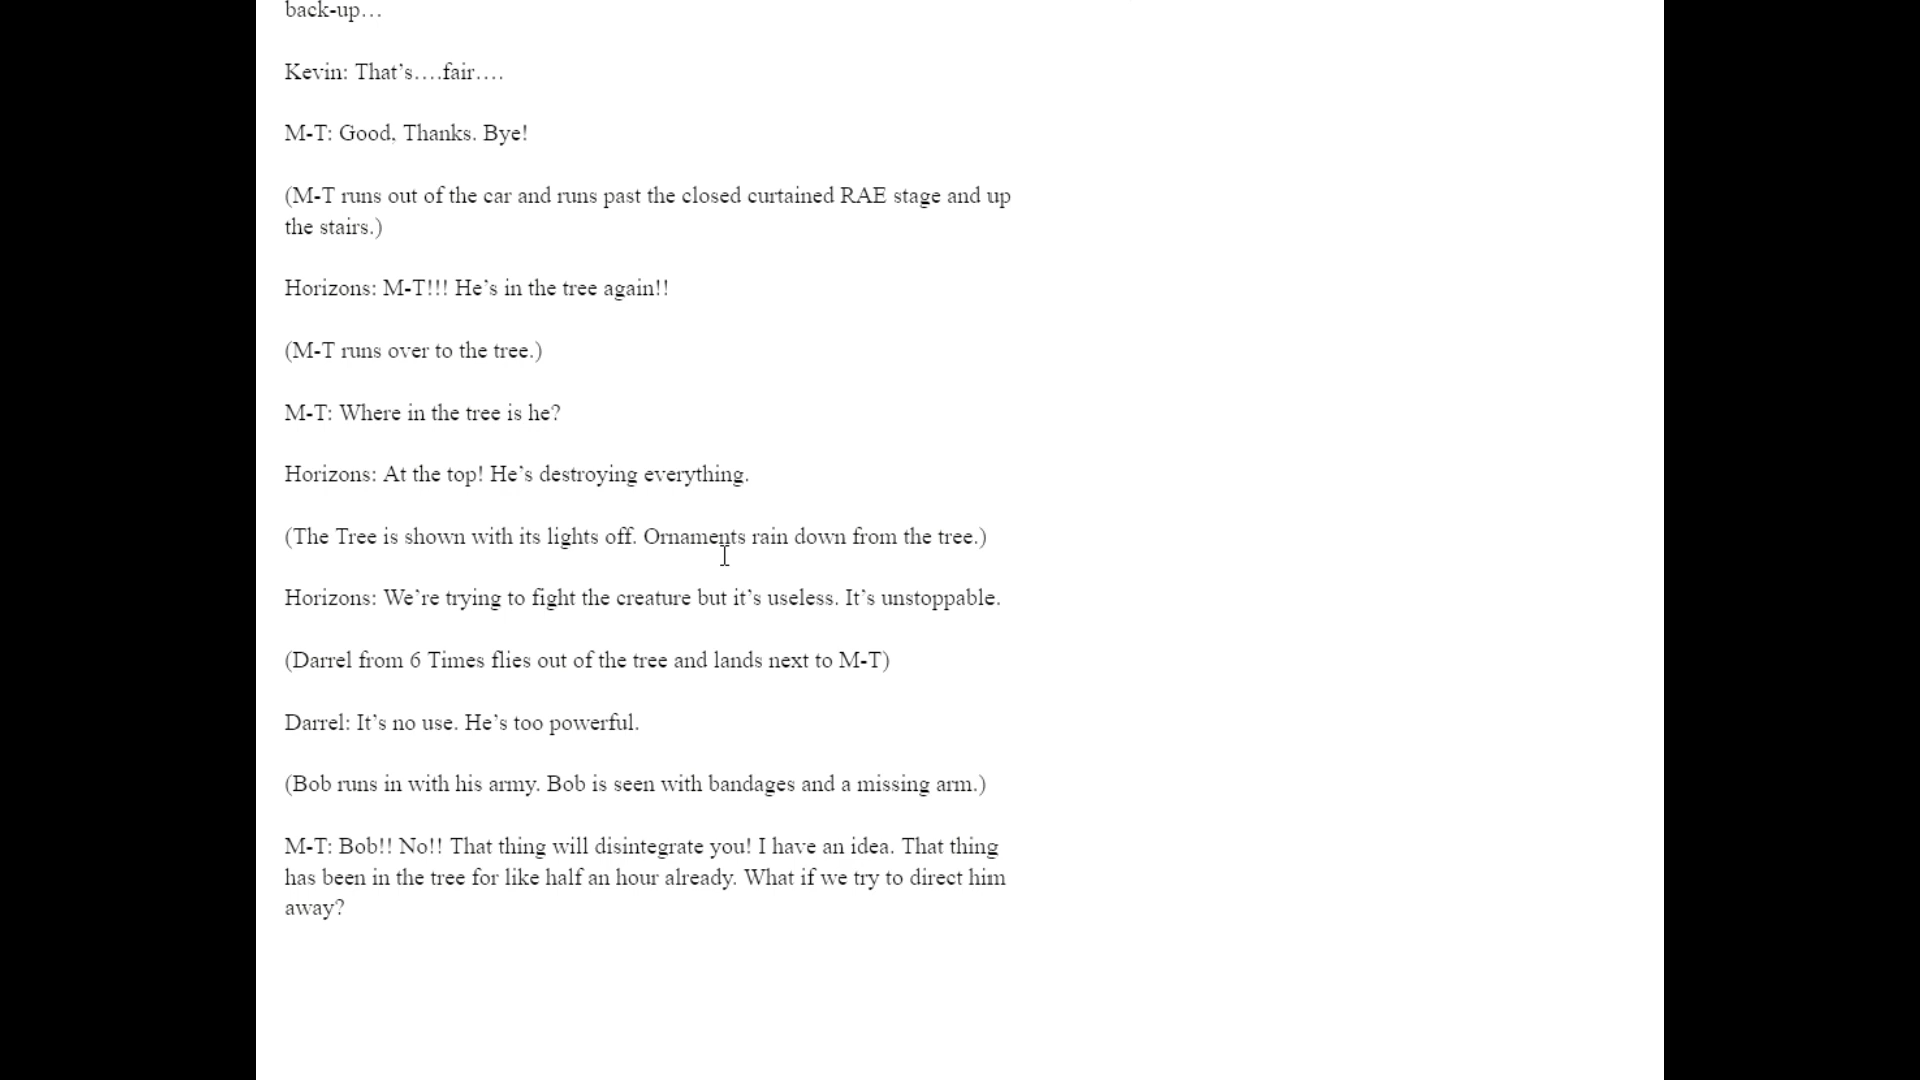 back-up…
Kevin: That’s….fair….
M-T: Good, Thanks. Bye!
(M-T runs out of the car and runs past the closed curtained RAE stage and up
the stairs.)
Horizons: M-T!!! He’s in the tree again!!
(M-T runs over to the tree.)
M-T: Where in the tree is he?
Horizons: At the top! He’s destroying everything.
(The Tree is shown with its lights off. Ornaments rain down from the tree.)
Horizons: We’re trying to fight the creature but it’s useless. It’s unstoppable.
(Darrel from 6 Times flies out of the tree and lands next to M-T)
Darrel: It’s no use. He’s too powerful.
(Bob runs in with his army. Bob is seen with bandages and a missing arm.)
M-T: Bob!! No!! That thing will disintegrate you! I have an idea. That thing
has been in the tree for like half an hour already. What if we try to direct him
away?